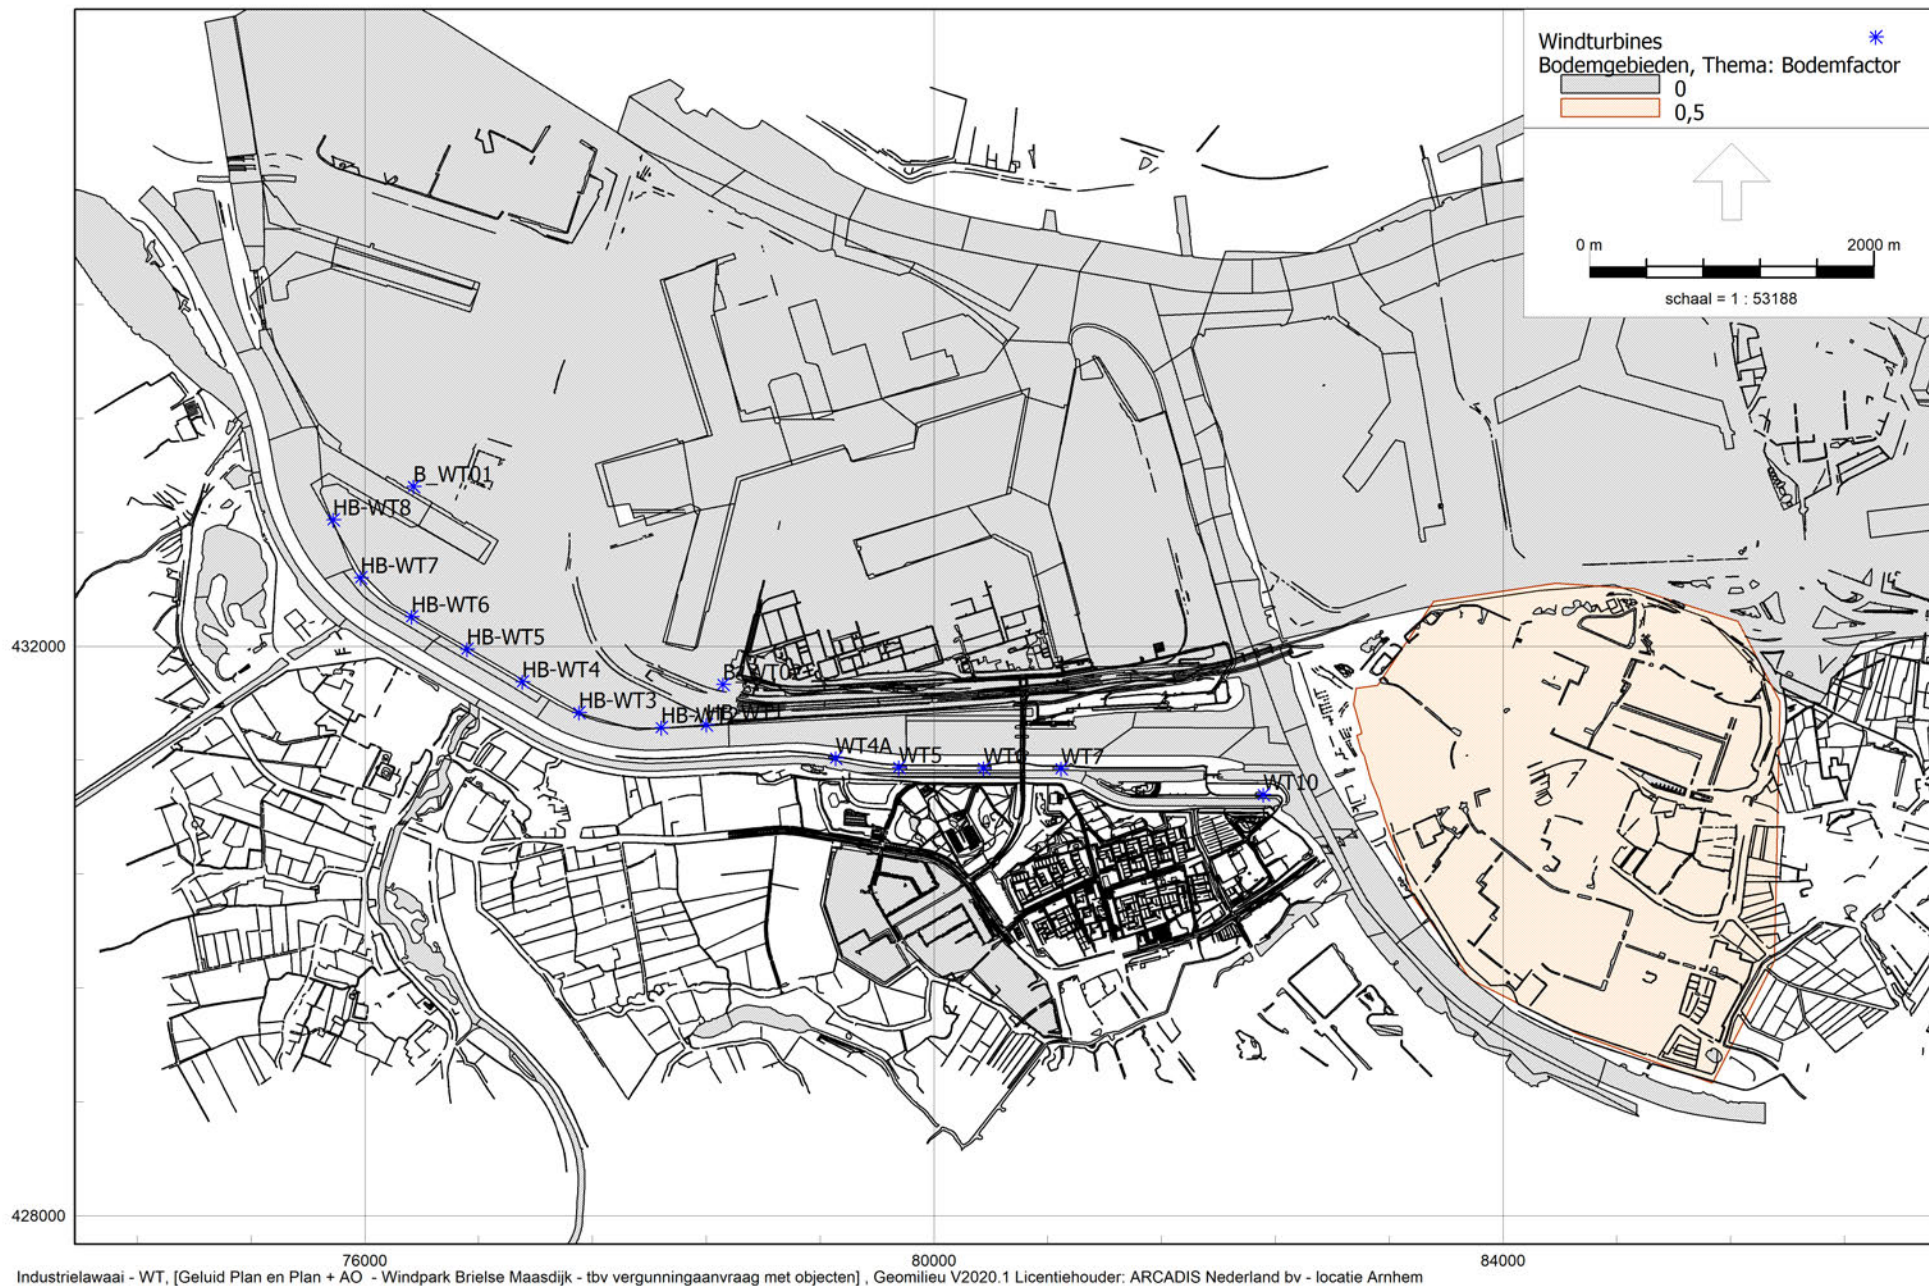 Windturbines
Bodemgebieden, Thema: Bodemfactor
0
0,5
0 m 2000 m
schaal = 1 : 53188
B_WT01
HB-WT8
HB-WT7
HB-WT6
432000
HB-WT5
HB-WT4
HB-WT3
HB-WT1
WT4A
WT5
WT6
WT7
WT10
428000
76000
80000
84000
Industrielawaai - WT, [Geluid Plan en Plan + AO - Windpark Brielse Maasdijk - tbv vergunningaanvraag met objecten] , Geomilieu V2020.1 Licentiehouder: ARCADIS Nederland bv - locatie Arnhem